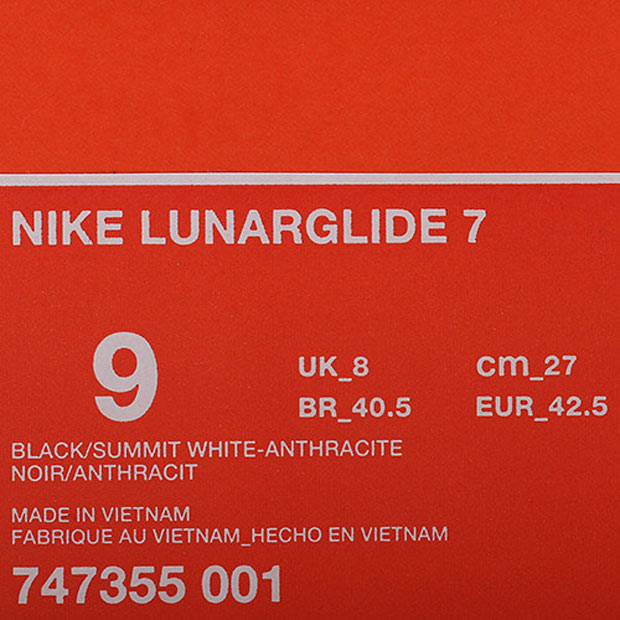 NIKE LUNARGLIDE 7
9
UK_8 cm_27
BR_40.5 EUR_42.5
BLACK/SUMMIT WHITE-ANTHRACITE
NOIR/ANTHRACIT
MADE IN VIETNAM
FABRIQUE AU VIETNAM_HECHO EN VIETNAM
747355 001